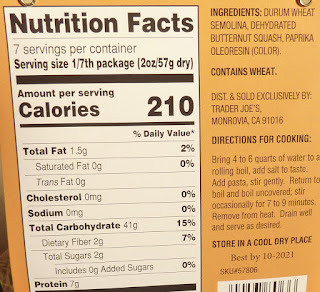 Nutrition Facts
7 servings per container
Serving size 1/7th package (2oz/57g dry)
Amount per serving
Calories 210
% Daily Value*
Total Fat 1.5g 2%
Saturated Fat 0g 0%
Trans Fat 0g
Cholesterol 0mg 0%
Sodium 0mg 0%
Total Carbohydrate 41g 15%
Dietary Fiber 2g 7%
Total Sugars 2g
Includes 0g Added Sugars 0%
Protein 7g
INGREDIENTS: DURUM WHEAT
SEMOLINA, DEHYDRATED
BUTTERNUT SQUASH, PAPRIKA
OLEORESIN (COLOR).
CONTAINS WHEAT.
DIST. & SOLD EXCLUSIVELY BY:
TRADER JOE'S,
MONROVIA, CA 91016
DIRECTIONS FOR COOKING:
Bring 4 to 6 quarts of water to a
rolling boil, add salt to taste.
Add pasta, stir gently. Return to
boil and boil uncovered; stir
occasionally for 7 to 9 minutes.
Remove from heat. Drain well
and serve as desired.
STORE IN A COOL DRY PLACE
Best by 10-2021
SKU#57806